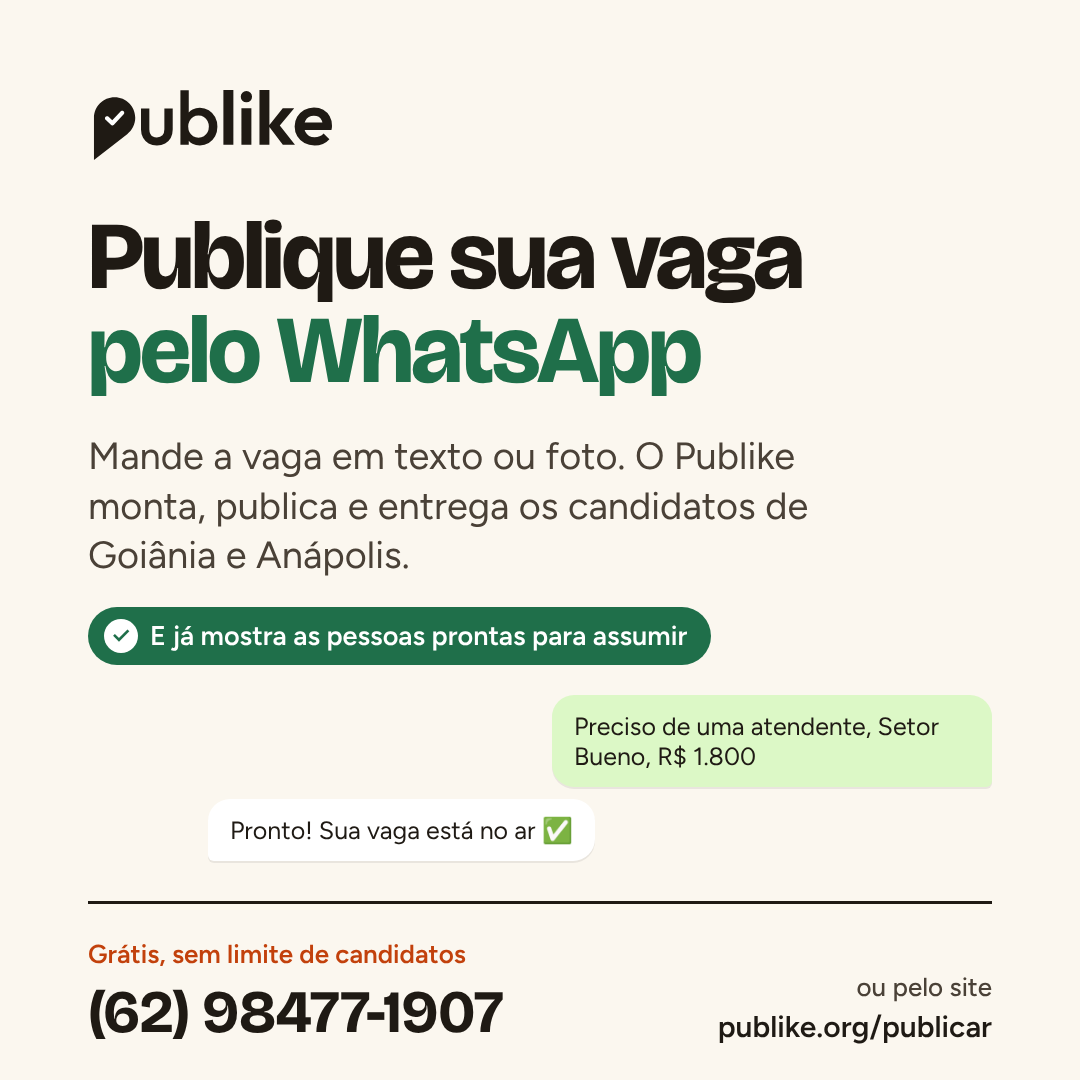 Publike
Publique sua vaga
pelo WhatsApp
Mande a vaga em texto ou foto. O Publike
monta, publica e entrega os candidatos de
Goiânia e Anápolis.
E já mostra as pessoas prontas para assumir
Preciso de uma atendente, Setor
Bueno, R$ 1.800
Pronto! Sua vaga está no ar ✅
Grátis, sem limite de candidatos
(62) 98477-1907
ou pelo site
publike.org/publicar